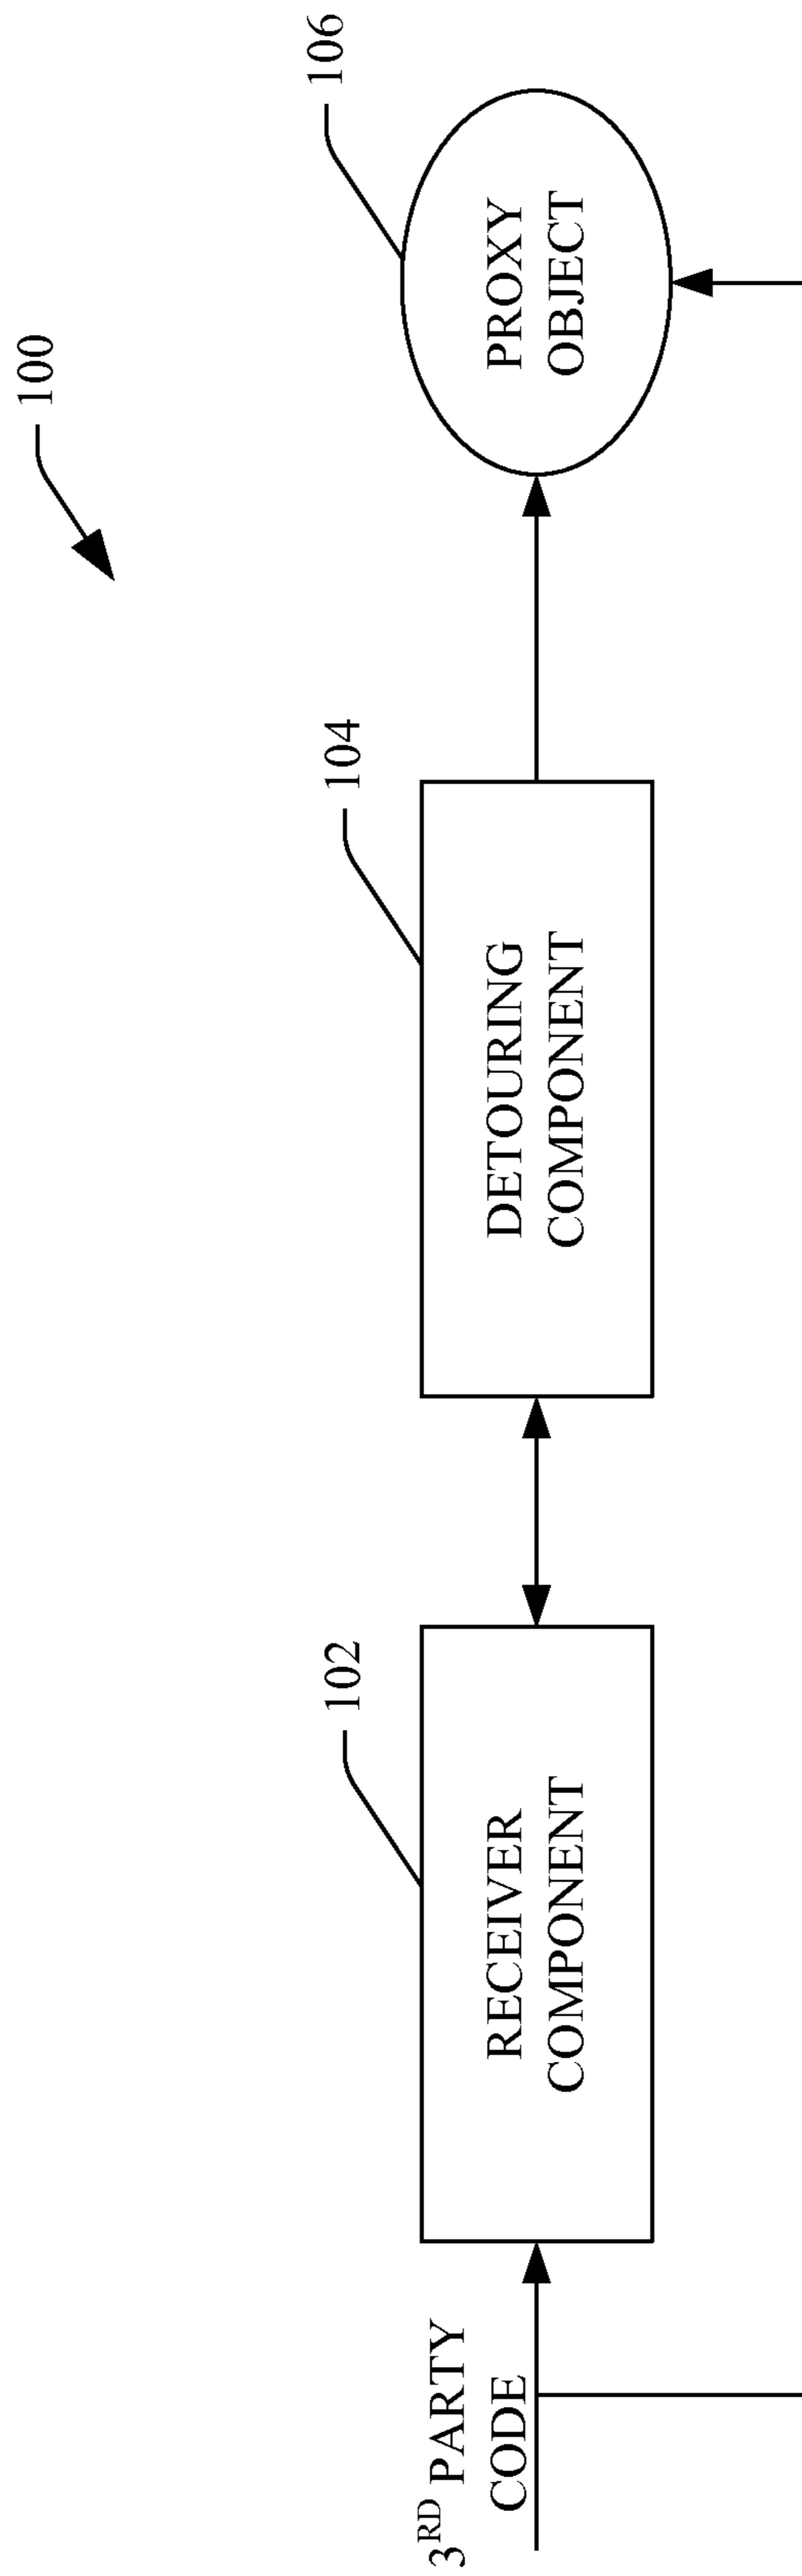 100
3RD PARTY
CODE
102
RECEIVER
COMPONENT
104
DETOURING
COMPONENT
106
PROXY
OBJECT